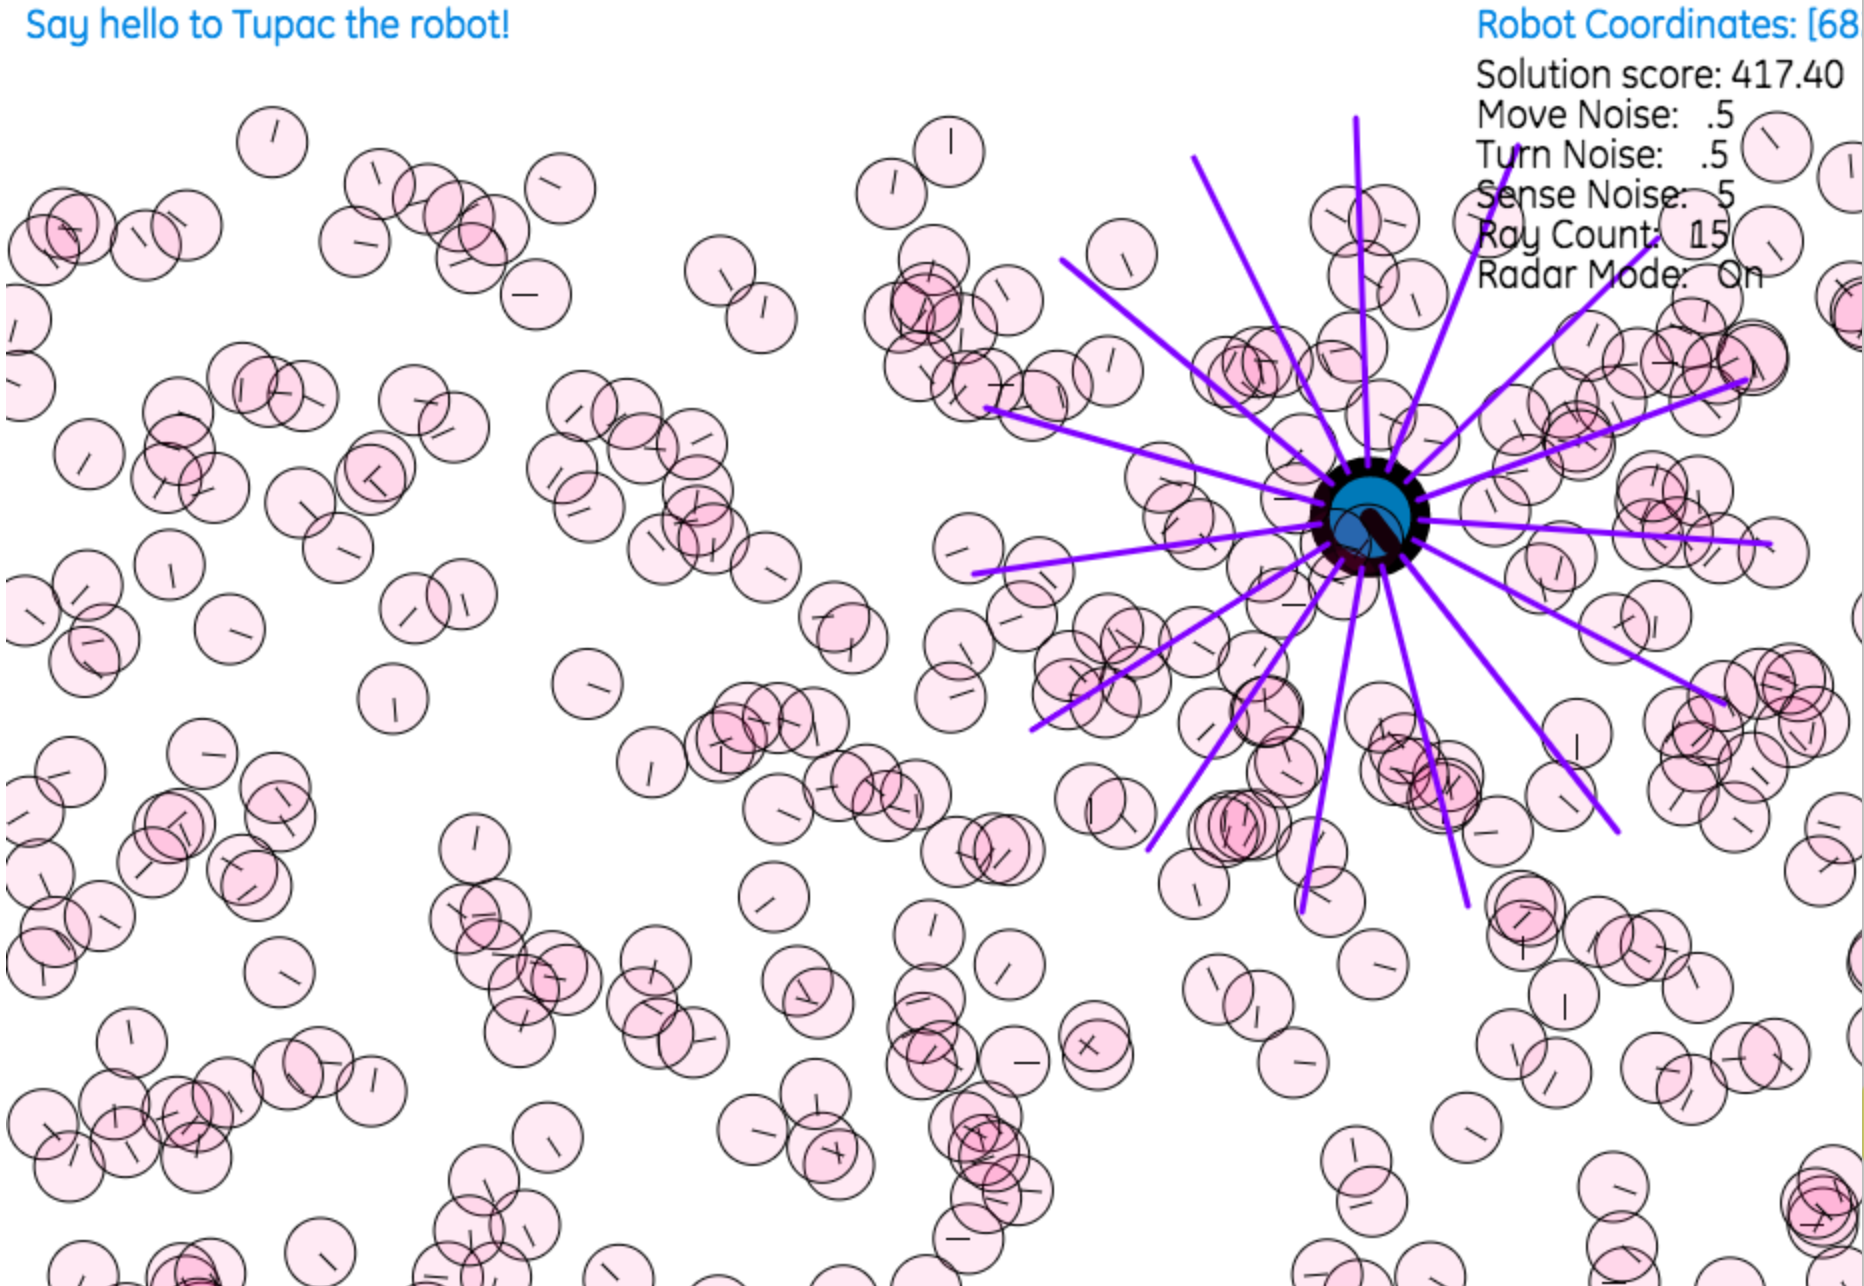 Say hello to Tupac the robot!
Robot Coordinates: [68
Solution score: 417.40
Move Noise: .5
Turn Noise: .5
Sense Noise: 5
Ray Count: 15
Radar Mode: On